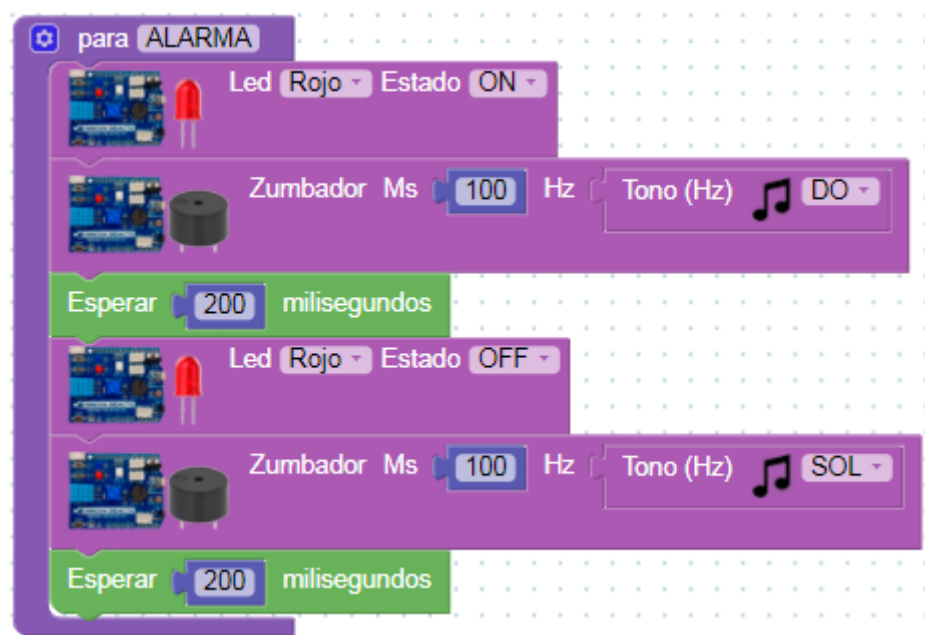 para ALARMA
Led Rojo Estado ON
Zumbador Ms 100 Hz Tono (Hz) DO
Esperar 200 milisegundos
Led Rojo Estado OFF
Zumbador Ms 100 Hz Tono (Hz) SOL
Esperar 200 milisegundos